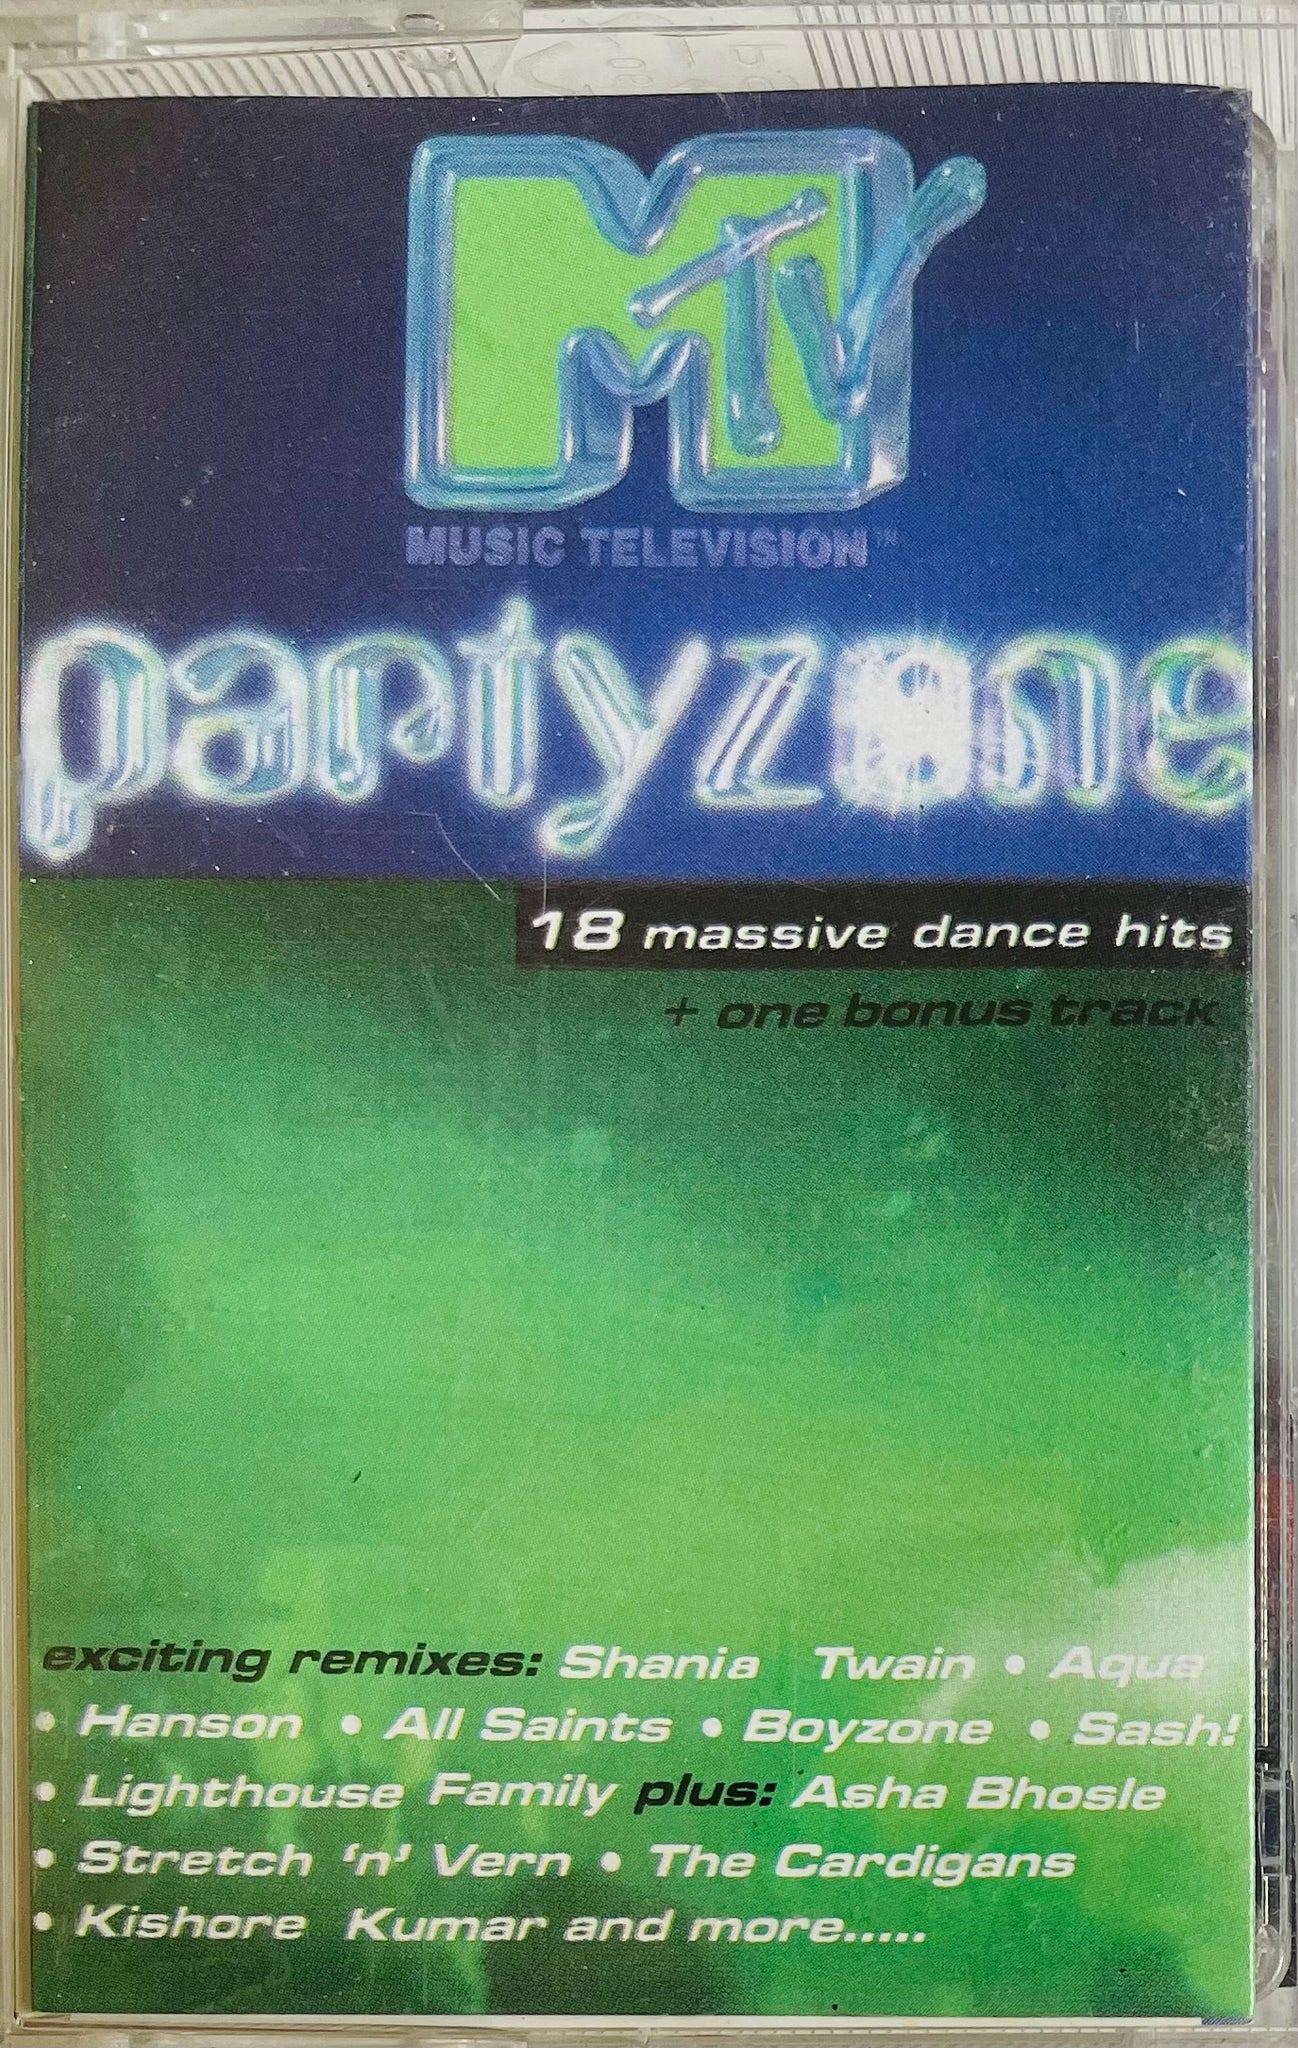 MTV
MUSIC TELEVISION™
partyzone
18 massive dance hits
+ one bonus track
exciting remixes: Shania Twain • Aqua
• Hanson • All Saints • Boyzone • Sash!
• Lighthouse Family plus: Asha Bhosle
• Stretch 'n' Vern • The Cardigans
• Kishore Kumar and more.....